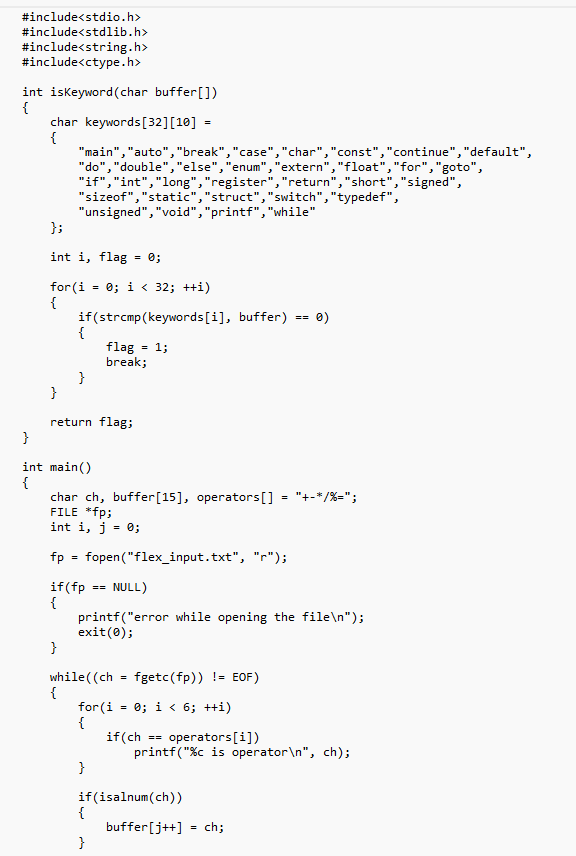 #include<stdio.h>
#include<stdlib.h>
#include<string.h>
#include<ctype.h>

int isKeyword(char buffer[])
{
    char keywords[32][10] =
    {
        "main","auto","break","case","char","const","continue","default",
        "do","double","else","enum","extern","float","for","goto",
        "if","int","long","register","return","short","signed",
        "sizeof","static","struct","switch","typedef",
        "unsigned","void","printf","while"
    };

    int i, flag = 0;

    for(i = 0; i < 32; ++i)
    {
        if(strcmp(keywords[i], buffer) == 0)
        {
            flag = 1;
            break;
        }
    }

    return flag;
}

int main()
{
    char ch, buffer[15], operators[] = "+-*/%=";
    FILE *fp;
    int i, j = 0;

    fp = fopen("flex_input.txt", "r");

    if(fp == NULL)
    {
        printf("error while opening the file\n");
        exit(0);
    }

    while((ch = fgetc(fp)) != EOF)
    {
        for(i = 0; i < 6; ++i)
        {
            if(ch == operators[i])
                printf("%c is operator\n", ch);
        }

        if(isalnum(ch))
        {
            buffer[j++] = ch;
        }